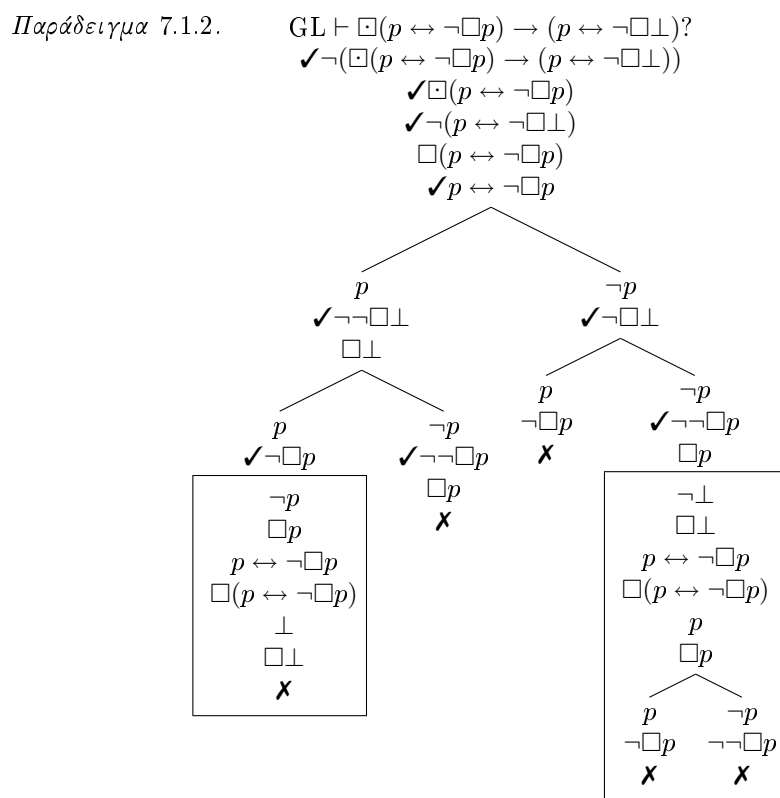 Παράδειγμα 7.1.2. GL ⊢ ⊡(p ↔ ¬□p) → (p ↔ ¬□⊥)?
✓¬(⊡(p ↔ ¬□p) → (p ↔ ¬□⊥))
✓⊡(p ↔ ¬□p)
✓¬(p ↔ ¬□⊥)
□(p ↔ ¬□p)
✓p ↔ ¬□p
p ¬p
✓¬¬□⊥ ✓¬□⊥
□⊥
p ¬p
✓¬□p ✓¬¬□p
□p
✗
¬p
□p
p ↔ ¬□p
□(p ↔ ¬□p)
⊥
□⊥
✗
p ¬p
¬□p ✓¬¬□p
✗ □p
¬⊥
□⊥
p ↔ ¬□p
□(p ↔ ¬□p)
p
□p
p ¬p
¬□p ¬¬□p
✗ ✗